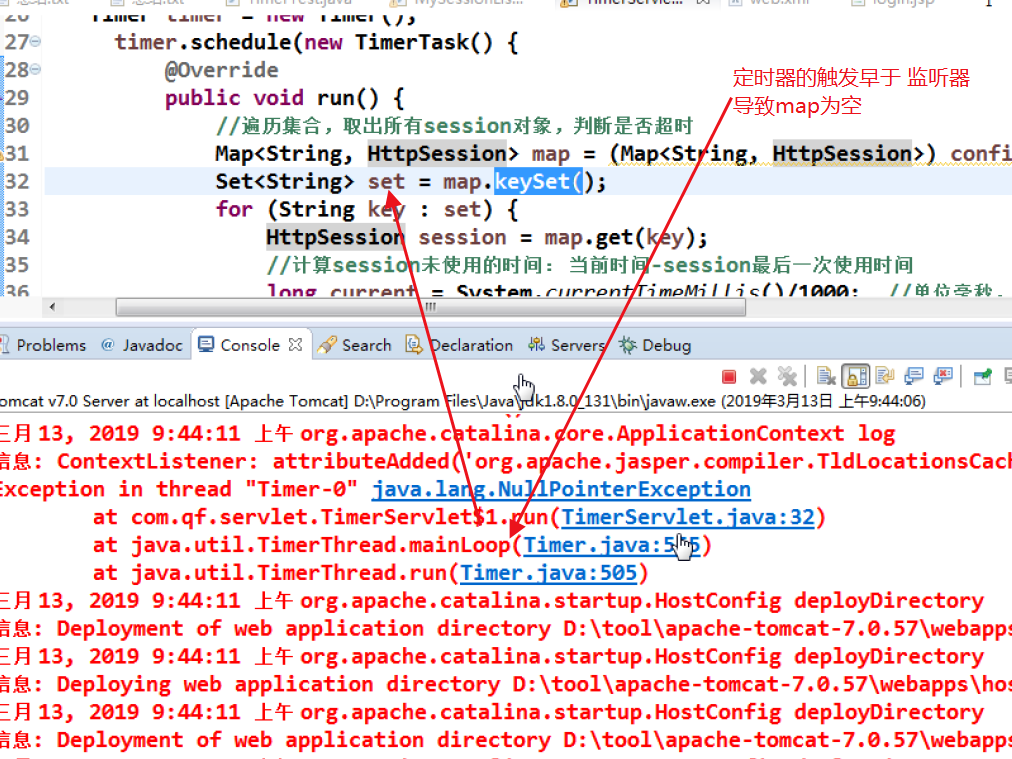 TimerTest.java MySessionLis... TimerServle... web.xml login.jsp
26 Timer timer = new Timer();
27 timer.schedule(new TimerTask() {
28 @Override
定时器的触发早于 监听器
29 public void run() {
导致map为空
30 //遍历集合，取出所有session对象，判断是否超时
31 Map<String, HttpSession> map = (Map<String, HttpSession>) confi
32 Set<String> set = map.keySet();
33 for (String key : set) {
34 HttpSession session = map.get(key);
35 //计算session未使用的时间：当前时间-session最后一次使用时间
36 long current = System.currentTimeMillis()/1000; //单位毫秒.
Problems @ Javadoc Console Search Declaration Servers Debug
omcat v7.0 Server at localhost [Apache Tomcat] D:\Program Files\Java\jdk1.8.0_131\bin\javaw.exe (2019年3月13日 上午9:44:06)
三月 13, 2019 9:44:11 上午 org.apache.catalina.core.ApplicationContext log
信息: ContextListener: attributeAdded('org.apache.jasper.compiler.TldLocationsCach
Exception in thread "Timer-0" java.lang.NullPointerException
at com.qf.servlet.TimerServlet$1.run(TimerServlet.java:32)
at java.util.TimerThread.mainLoop(Timer.java:555)
at java.util.TimerThread.run(Timer.java:505)
三月 13, 2019 9:44:11 上午 org.apache.catalina.startup.HostConfig deployDirectory
信息: Deployment of web application directory D:\tool\apache-tomcat-7.0.57\webapps
三月 13, 2019 9:44:11 上午 org.apache.catalina.startup.HostConfig deployDirectory
信息: Deploying web application directory D:\tool\apache-tomcat-7.0.57\webapps\hos
三月 13, 2019 9:44:11 上午 org.apache.catalina.startup.HostConfig deployDirectory
信息: Deployment of web application directory D:\tool\apache-tomcat-7.0.57\webapps